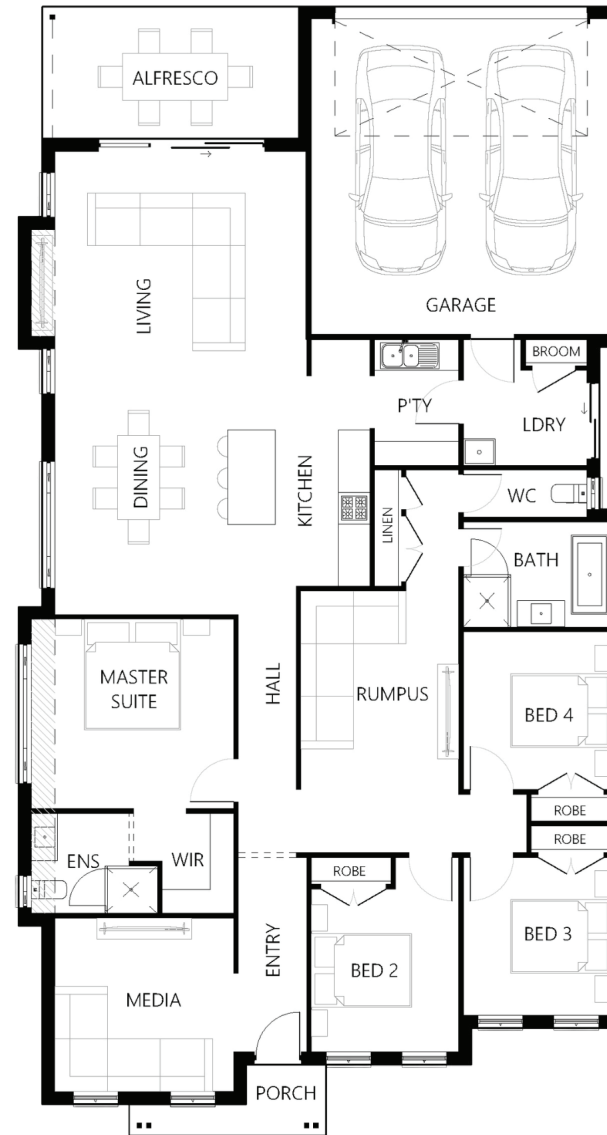 ALFRESCO
GARAGE
LIVING
BROOM
P'TY
LDRY
DINING
KITCHEN
LINEN
WC
BATH
MASTER
SUITE
HALL
RUMPUS
BED 4
ROBE
ROBE
ENS
WIR
ROBE
BED 3
ENTRY
BED 2
MEDIA
PORCH